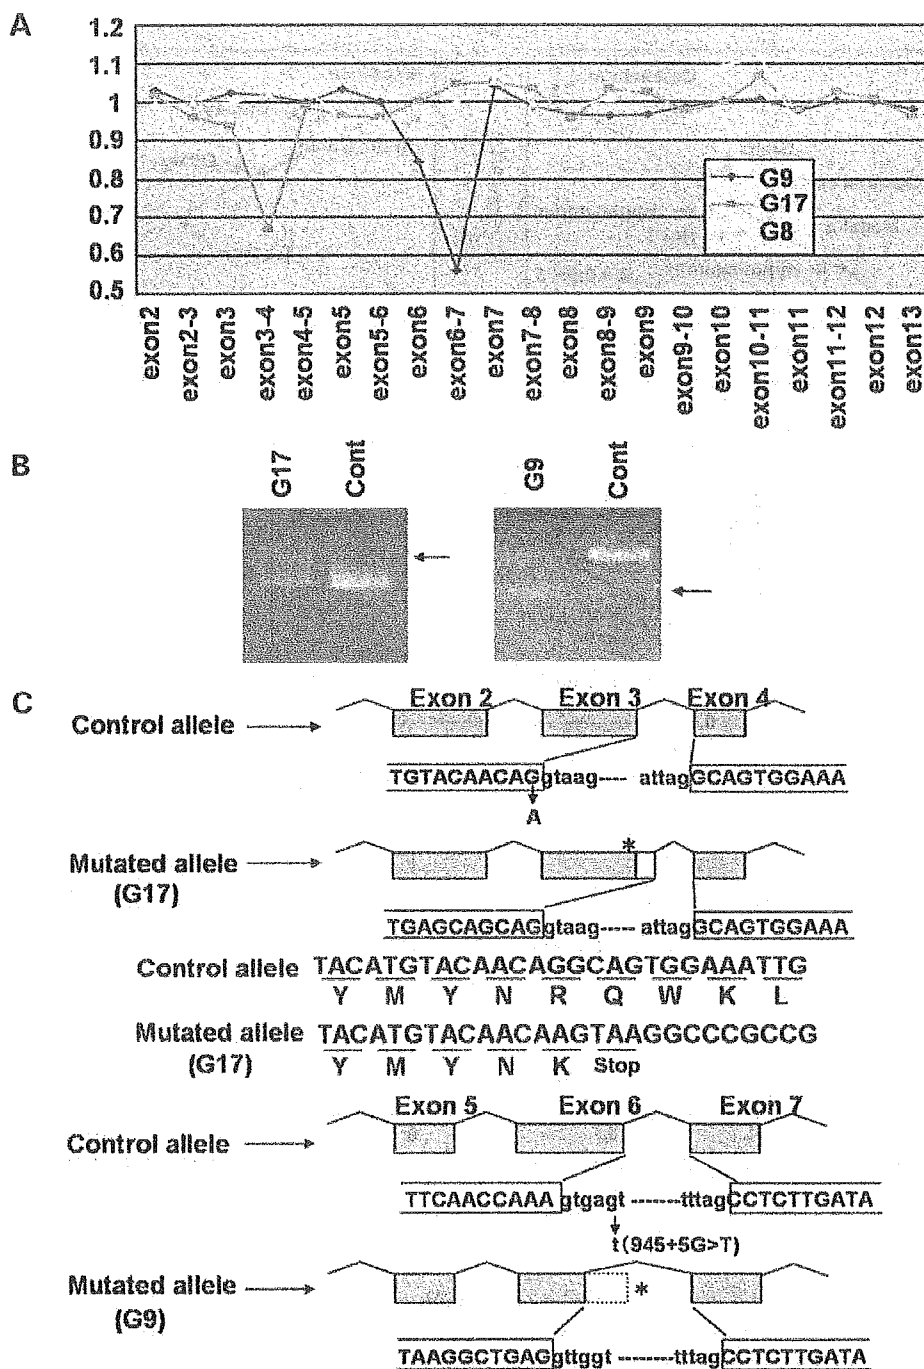 A
1.2
1.1
1
0.9
0.8
0.7
0.6
0.5
G9
G17
G8
exon2
exon2-3
exon3
exon3-4
exon4-5
exon5
exon5-6
exon6
exon6-7
exon7
exon7-8
exon8
exon8-9
exon9
exon9-10
exon10
exon10-11
exon11
exon11-12
exon12
exon13
B
G17 Cont
G9 Cont
C
Exon 2 Exon 3 Exon 4
Control allele
TGTACAACAGgtaag---- attagGCAGTGGAAA
A
*
Mutated allele
(G17)
TGAGCAGCAGgtaag---- attagGCAGTGGAAA
Control allele TACATGTACAACAGGCAGTGGAAATTG
Y M Y N R Q W K L
Mutated allele TACATGTACAACAAGTAAGGCCCGCCG
(G17) Y M Y N K Stop
Exon 5 Exon 6 Exon 7
Control allele
TTCAACCAAAgtgagt -------tttagCCTCTTGATA
t(945+5G>T)
Mutated allele *
(G9)
TAAGGCTGAGgttggt -------tttagCCTCTTGATA